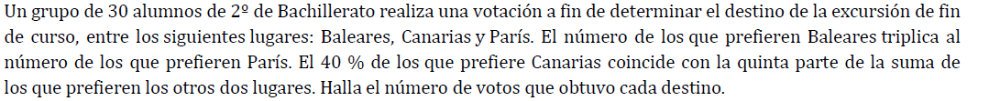 Un grupo de 30 alumnos de 2º de Bachillerato realiza una votación a fin de determinar el destino de la excursión de fin
de curso, entre los siguientes lugares: Baleares, Canarias y París. El número de los que prefieren Baleares triplica al
número de los que prefieren París. El 40 % de los que prefiere Canarias coincide con la quinta parte de la suma de
los que prefieren los otros dos lugares. Halla el número de votos que obtuvo cada destino.